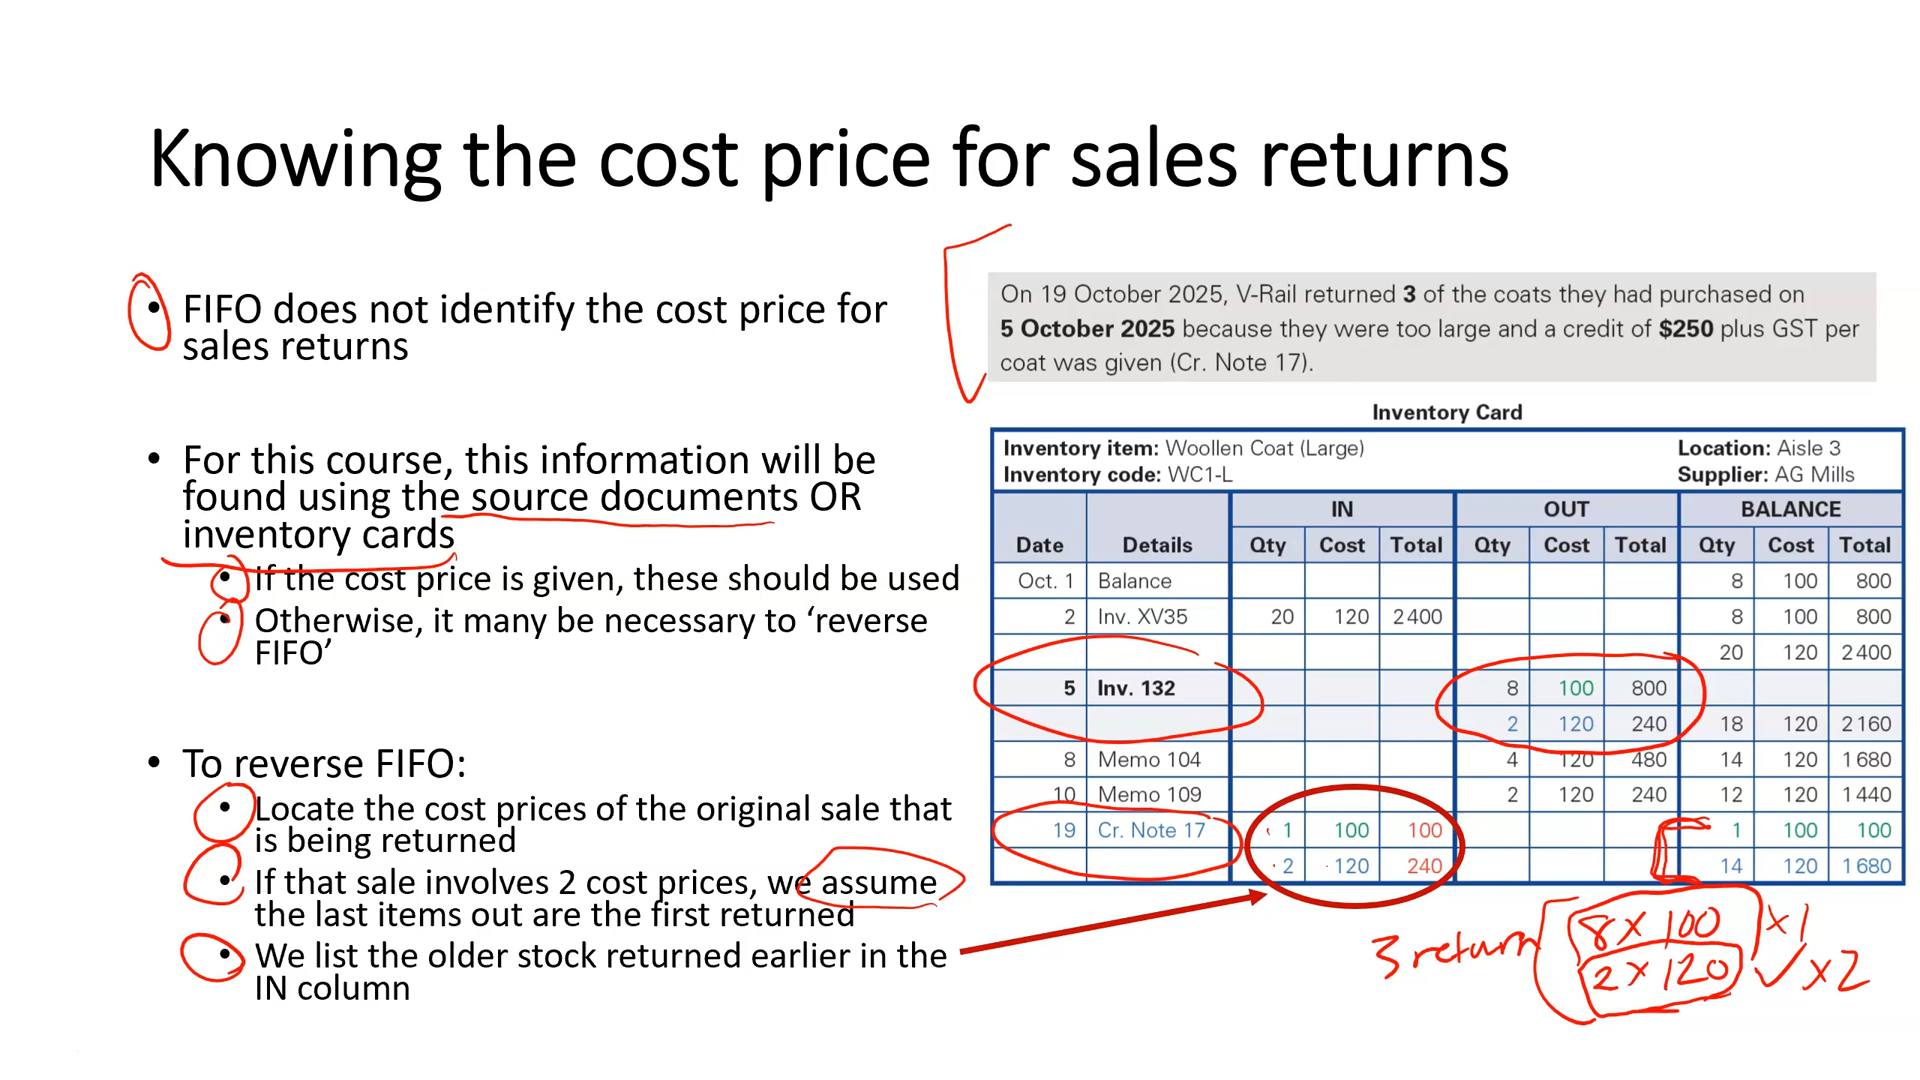 Knowing the cost price for sales returns
• FIFO does not identify the cost price for
sales returns
• For this course, this information will be
found using the source documents OR
inventory cards
• If the cost price is given, these should be used
• Otherwise, it many be necessary to ‘reverse
FIFO’
• To reverse FIFO:
• Locate the cost prices of the original sale that
is being returned
• If that sale involves 2 cost prices, we assume
the last items out are the first returned
• We list the older stock returned earlier in the
IN column
On 19 October 2025, V-Rail returned 3 of the coats they had purchased on
5 October 2025 because they were too large and a credit of $250 plus GST per
coat was given (Cr. Note 17).
Inventory Card
Inventory item: Woollen Coat (Large) Location: Aisle 3
Inventory code: WC1-L Supplier: AG Mills
IN OUT BALANCE
Date Details Qty Cost Total Qty Cost Total Qty Cost Total
Oct. 1 Balance 8 100 800
2 Inv. XV35 20 120 2400 8 100 800
20 120 2400
5 Inv. 132 8 100 800
2 120 240 18 120 2160
8 Memo 104 4 120 480 14 120 1680
10 Memo 109 2 120 240 12 120 1440
19 Cr. Note 17 1 100 100 1 100 100
2 120 240 14 120 1680
3 return 8 x 100 x1
2 x 120 ✓ x2